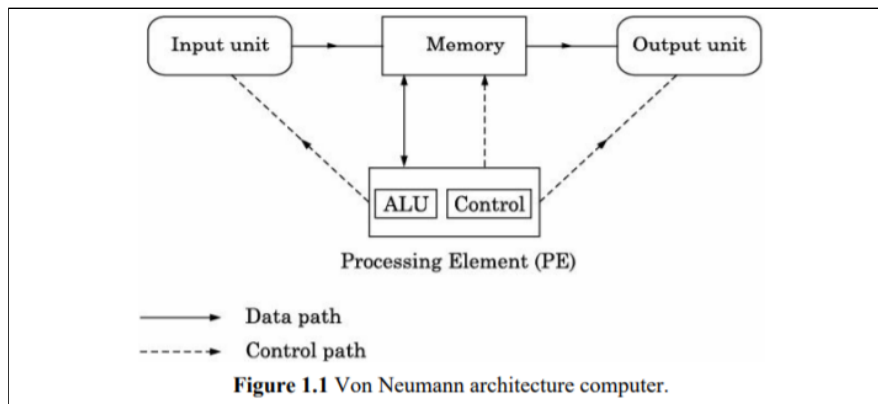 Input unit
Memory
Output unit
ALU
Control
Processing Element (PE)
Data path
Control path
Figure 1.1 Von Neumann architecture computer.